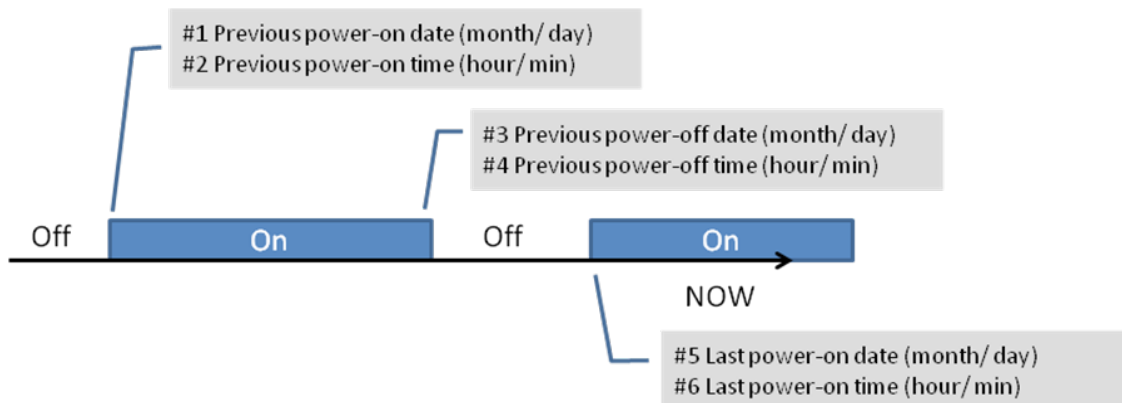 #1 Previous power-on date (month/ day)
#2 Previous power-on time (hour/ min)
#3 Previous power-off date (month/ day)
#4 Previous power-off time (hour/ min)
Off
On
Off
On
NOW
#5 Last power-on date (month/ day)
#6 Last power-on time (hour/ min)